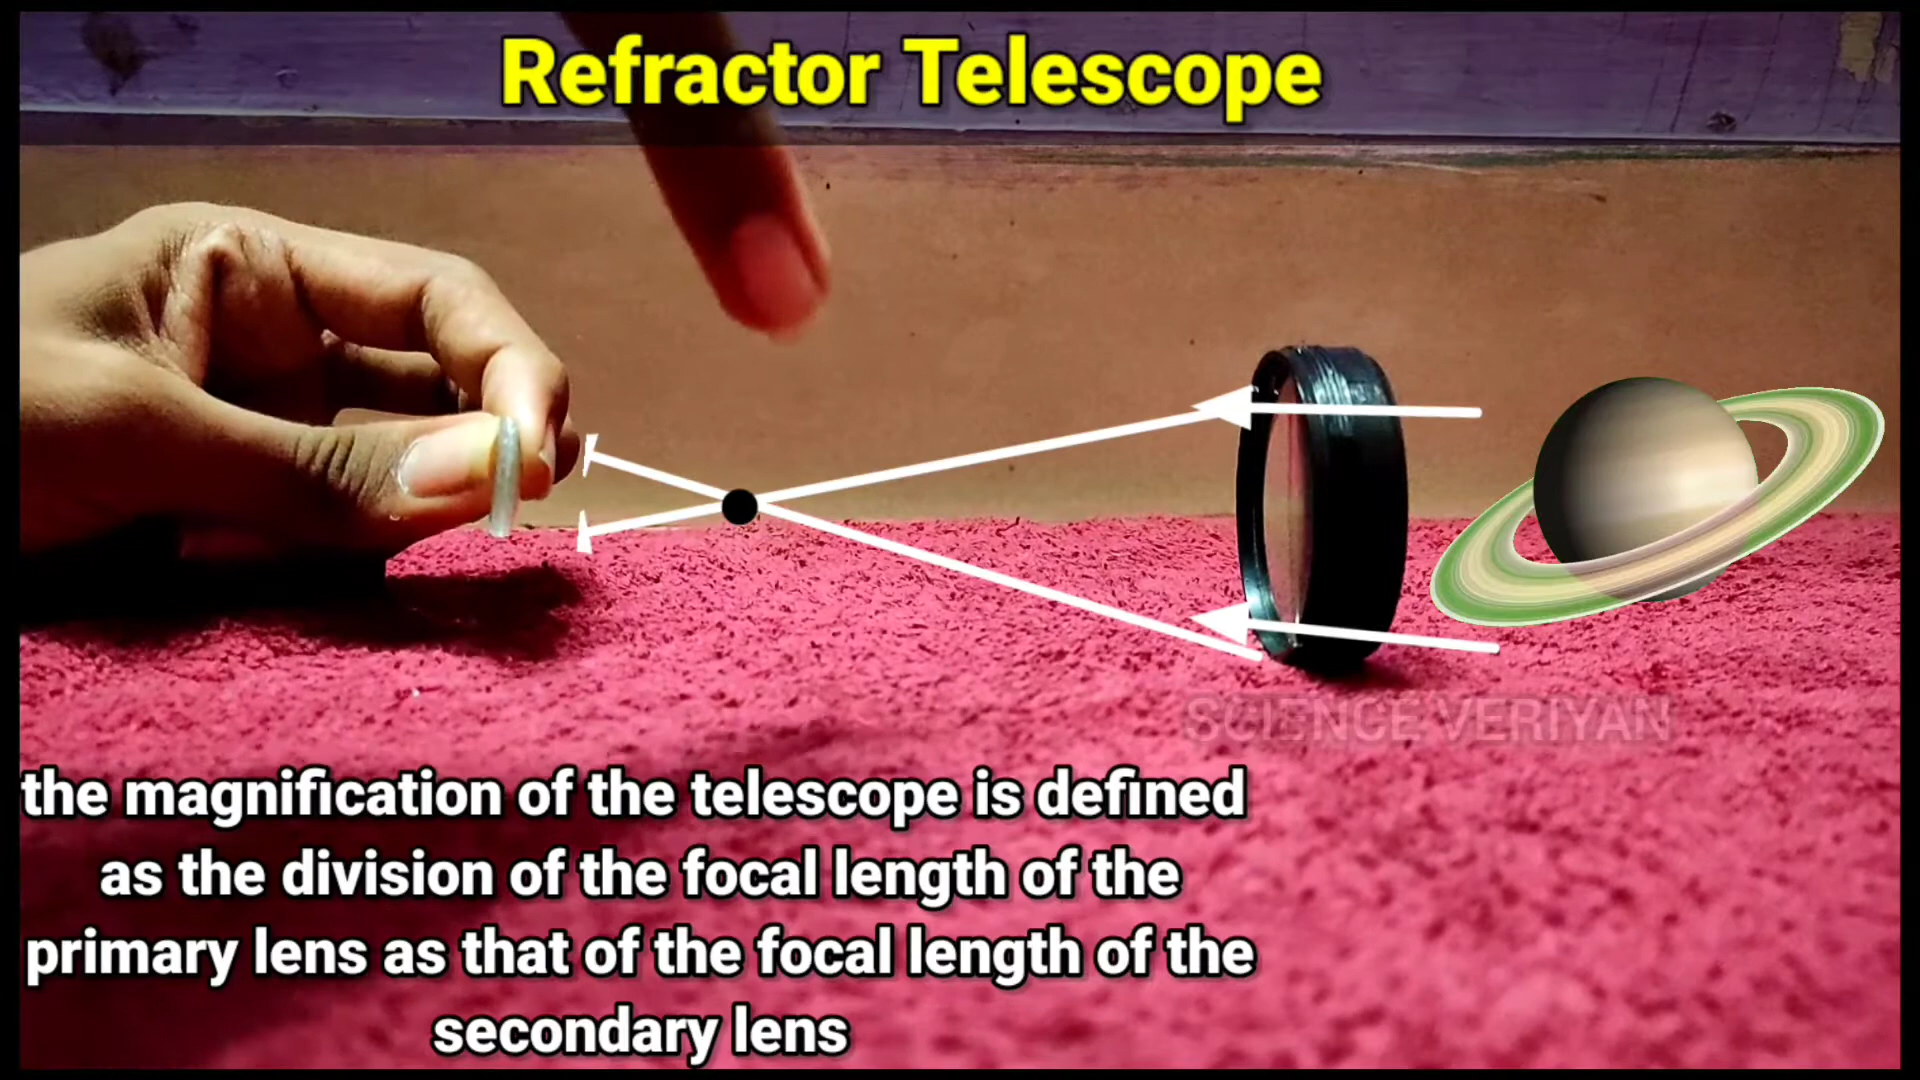 Refractor Telescope
SCIENCE VERIYAN
the magnification of the telescope is defined
as the division of the focal length of the
primary lens as that of the focal length of the
secondary lens